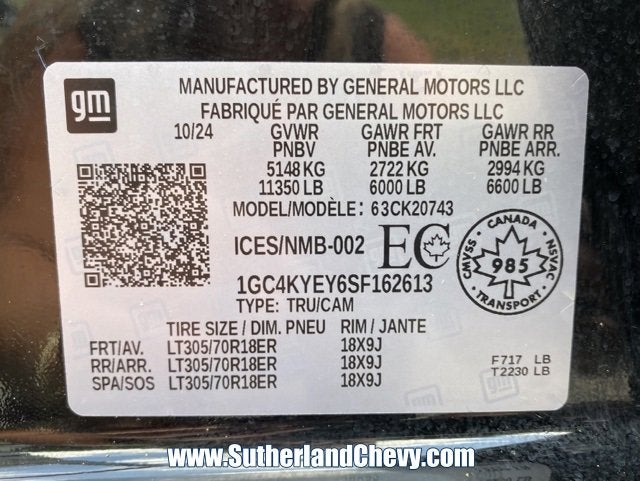 gm
MANUFACTURED BY GENERAL MOTORS LLC
FABRIQUÉ PAR GENERAL MOTORS LLC
10/24 GVWR GAWR FRT GAWR RR
PNBV PNBE AV. PNBE ARR.
5148 KG 2722 KG 2994 KG
11350 LB 6000 LB 6600 LB
MODEL/MODÈLE: 63CK20743
ICES/NMB-002 EC
CANADA
CMVSS 985 NSVAC
TRANSPORT
1GC4KYEY6SF162613
TYPE: TRU/CAM
TIRE SIZE / DIM. PNEU RIM / JANTE
FRT/AV. LT305/70R18ER 18X9J
RR/ARR. LT305/70R18ER 18X9J
SPA/SOS LT305/70R18ER 18X9J
F717 LB
T2230 LB
www.SutherlandChevy.com